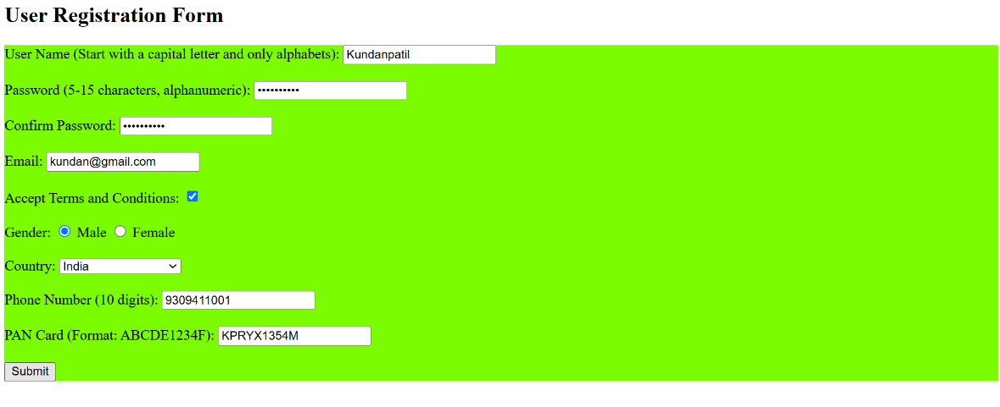 User Registration Form
User Name (Start with a capital letter and only alphabets): Kundanpatil
Password (5-15 characters, alphanumeric): ••••••••••
Confirm Password: ••••••••••
Email: kundan@gmail.com
Accept Terms and Conditions:
Gender: Male Female
Country: India
Phone Number (10 digits): 9309411001
PAN Card (Format: ABCDE1234F): KPRYX1354M
Submit